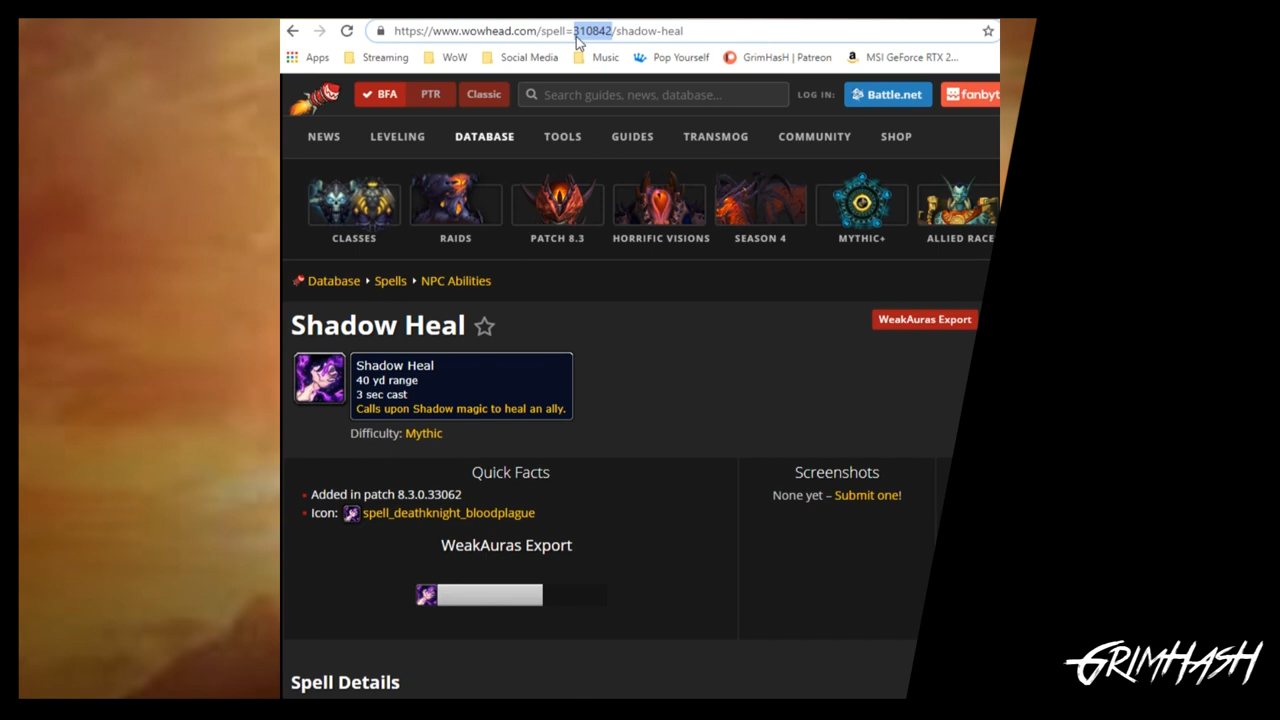 https://www.wowhead.com/spell=310842/shadow-heal
Apps Streaming WoW Social Media Music Pop Yourself GrimHasH | Patreon MSI GeForce RTX 2...
BFA PTR Classic Search guides, news, database... LOG IN: Battle.net fanbyt
NEWS LEVELING DATABASE TOOLS GUIDES TRANSMOG COMMUNITY SHOP
CLASSES RAIDS PATCH 8.3 HORRIFIC VISIONS SEASON 4 MYTHIC+ ALLIED RACE
Database Spells NPC Abilities
Shadow Heal
WeakAuras Export
Shadow Heal
40 yd range
3 sec cast
Calls upon Shadow magic to heal an ally.
Difficulty: Mythic
Quick Facts
Added in patch 8.3.0.33062
Icon: spell_deathknight_bloodplague
WeakAuras Export
Screenshots
None yet – Submit one!
Spell Details
GRIMHASH